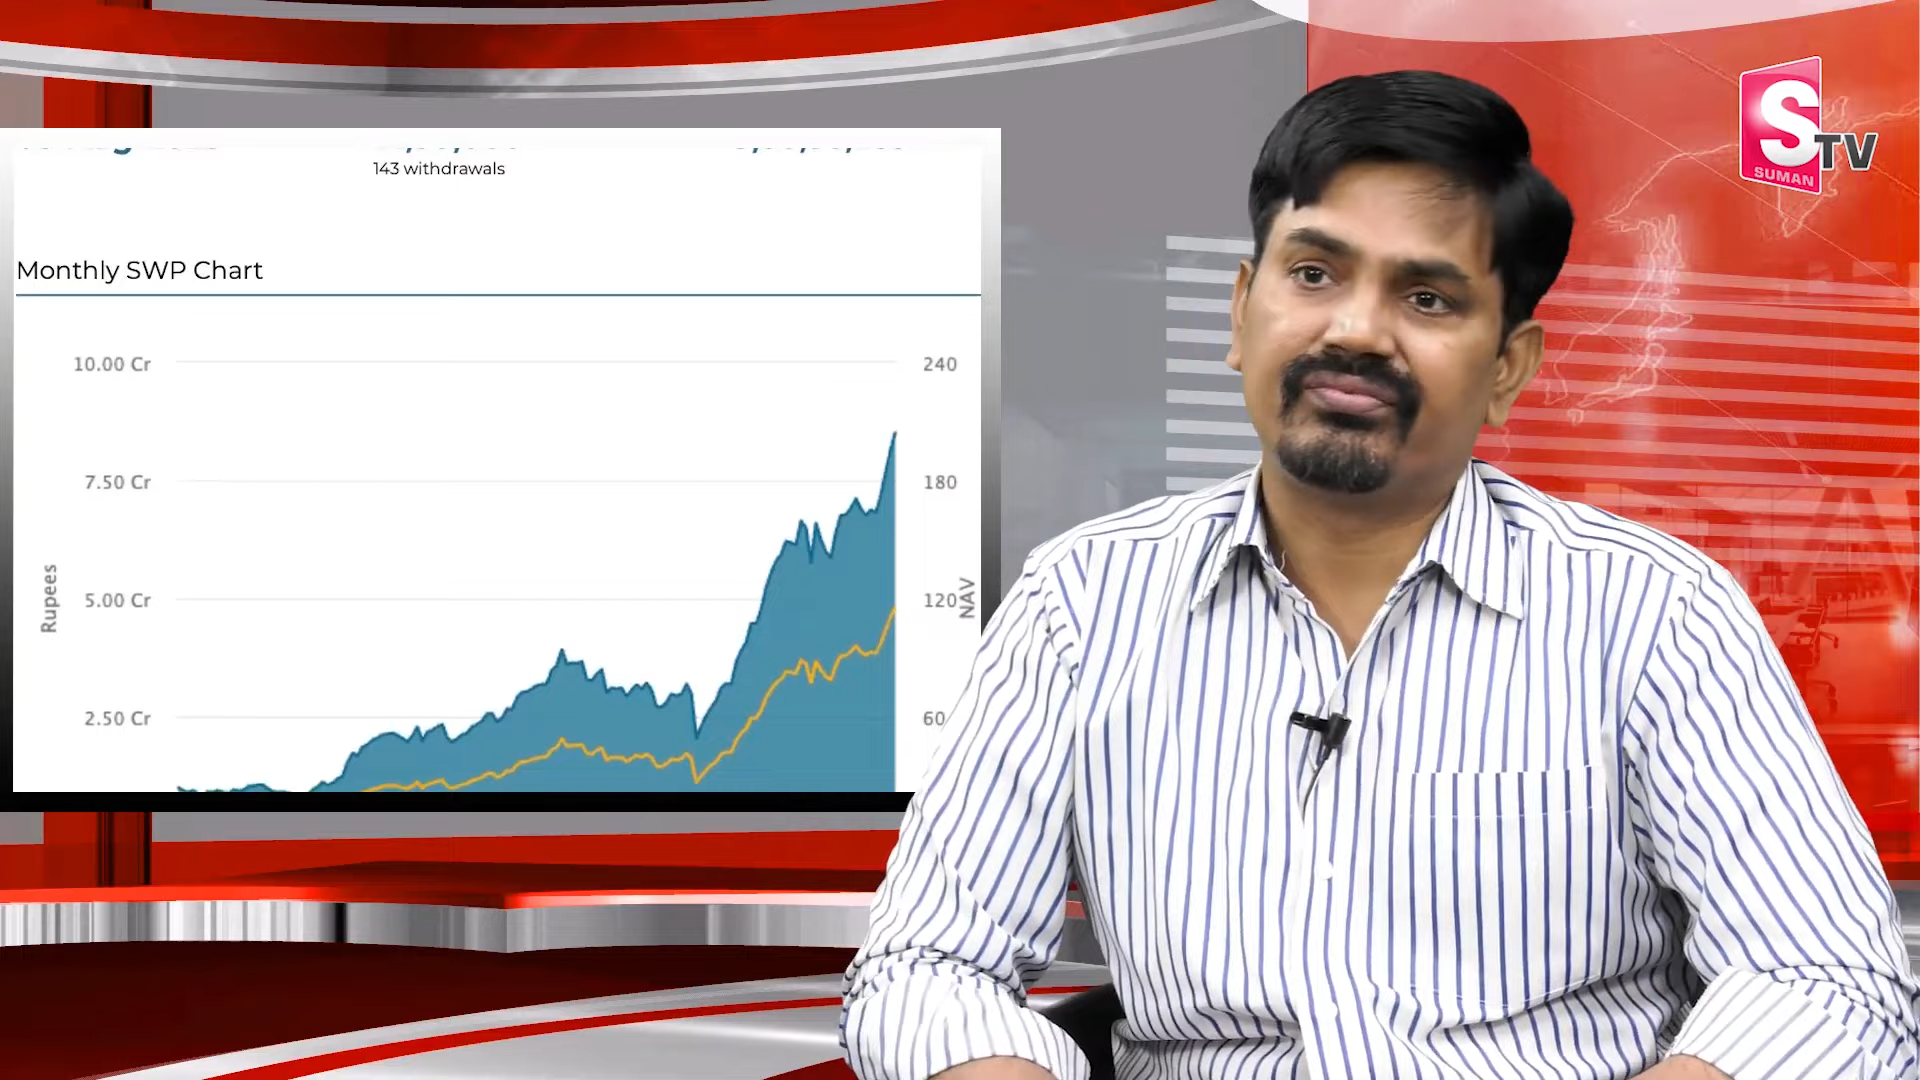 143 withdrawals
Monthly SWP Chart
10.00 Cr
240
7.50 Cr
180
5.00 Cr
120
2.50 Cr
60
Rupees
NAV
S
TV
SUMAN